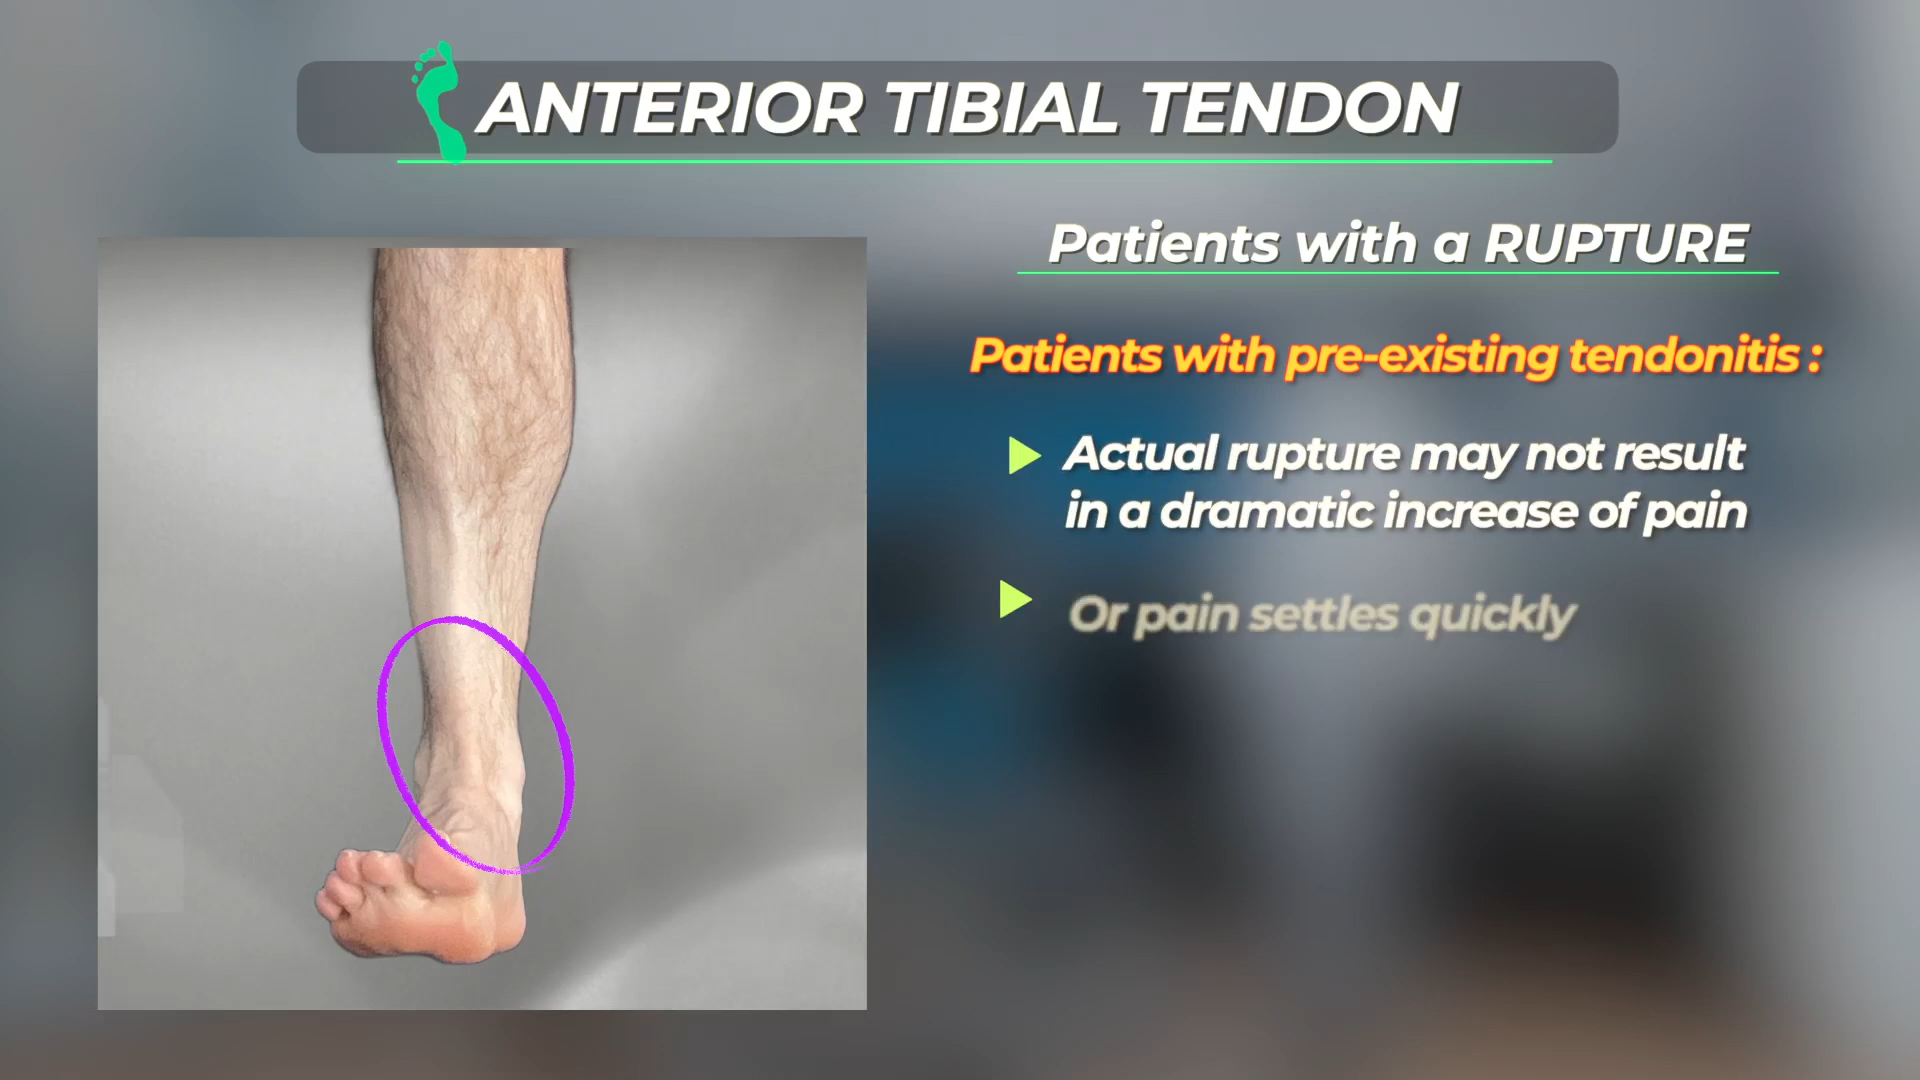 ANTERIOR TIBIAL TENDON
Patients with a RUPTURE
Patients with pre-existing tendonitis :
Actual rupture may not result
in a dramatic increase of pain
Or pain settles quickly